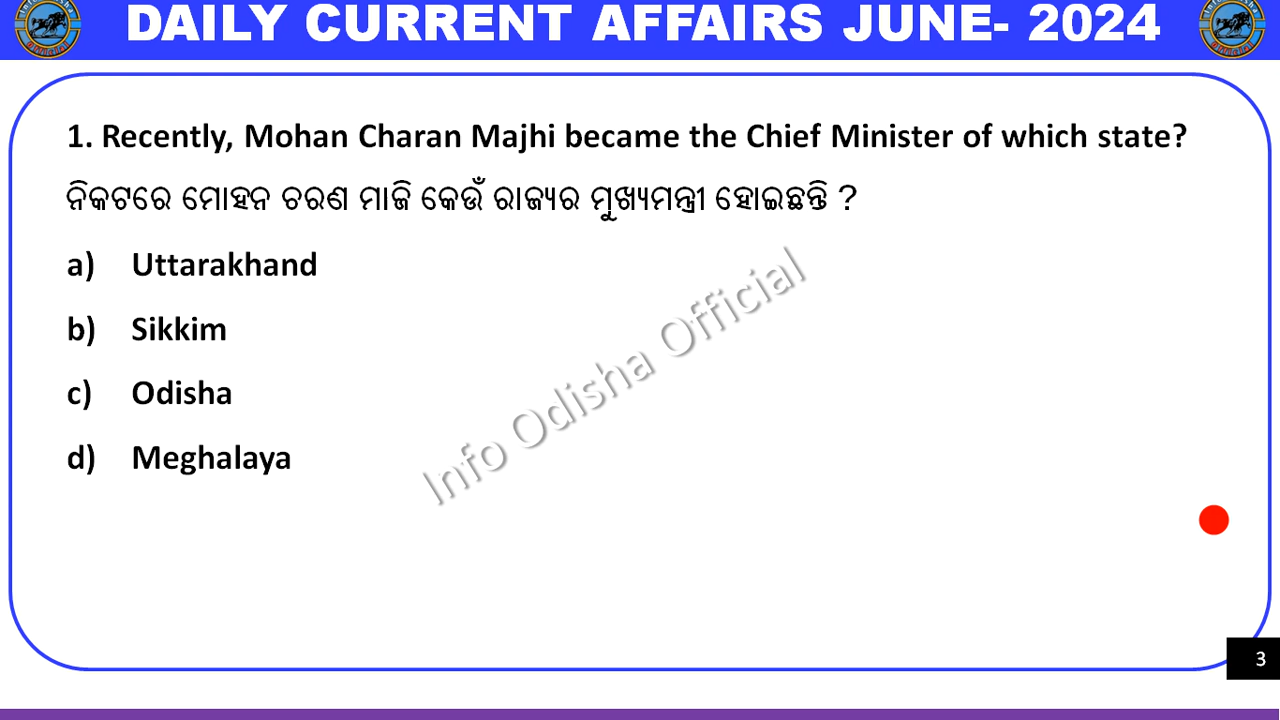 DAILY CURRENT AFFAIRS JUNE- 2024
1. Recently, Mohan Charan Majhi became the Chief Minister of which state?
ନିକଟରେ ମୋହନ ଚରଣ ମାଜି କେଉଁ ରାଜ୍ୟର ମୁଖ୍ୟମନ୍ତ୍ରୀ ହୋଇଛନ୍ତି ?
a) Uttarakhand
b) Sikkim
c) Odisha
d) Meghalaya
Info Odisha Official
3